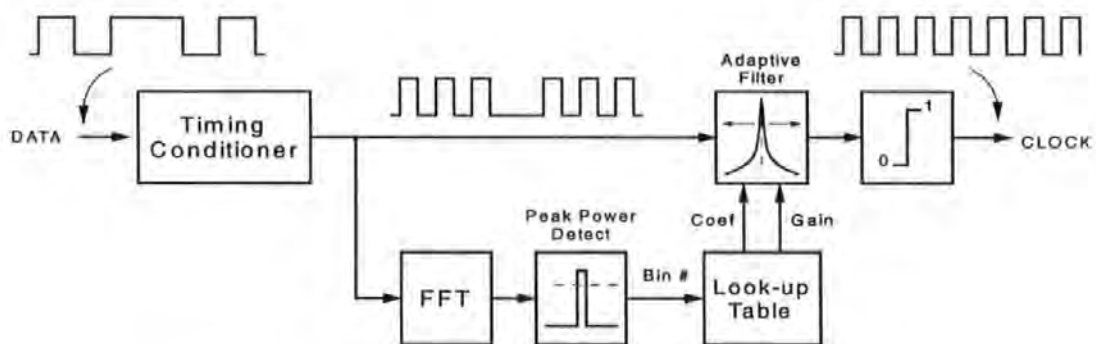 DATA
Timing
Conditioner
Adaptive
Filter
1
0
CLOCK
Coef
Gain
Peak Power
Detect
FFT
Bin #
Look-up
Table